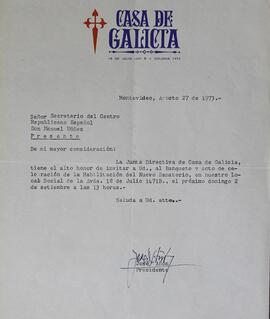 CASA DE
GALICIA
Montevideo, Agosto 27 de 1973.-
Señor Secretario del Centro
Republicano Español
Don Manuel Núñez
Presente
De mi mayor consideración:
La Junta Directiva de Casa de Galicia,
tiene el alto honor de invitar a Ud., al Banquete y acto de ce
lebración de la Habilitación del Nuevo Sanatorio, en nuestro Lo
cal Social de la Avda. 18 de Julio 1471B., el próximo domingo 2
de setiembre a las 13 horas.-
Saluda a Ud. atte.-
Presidente